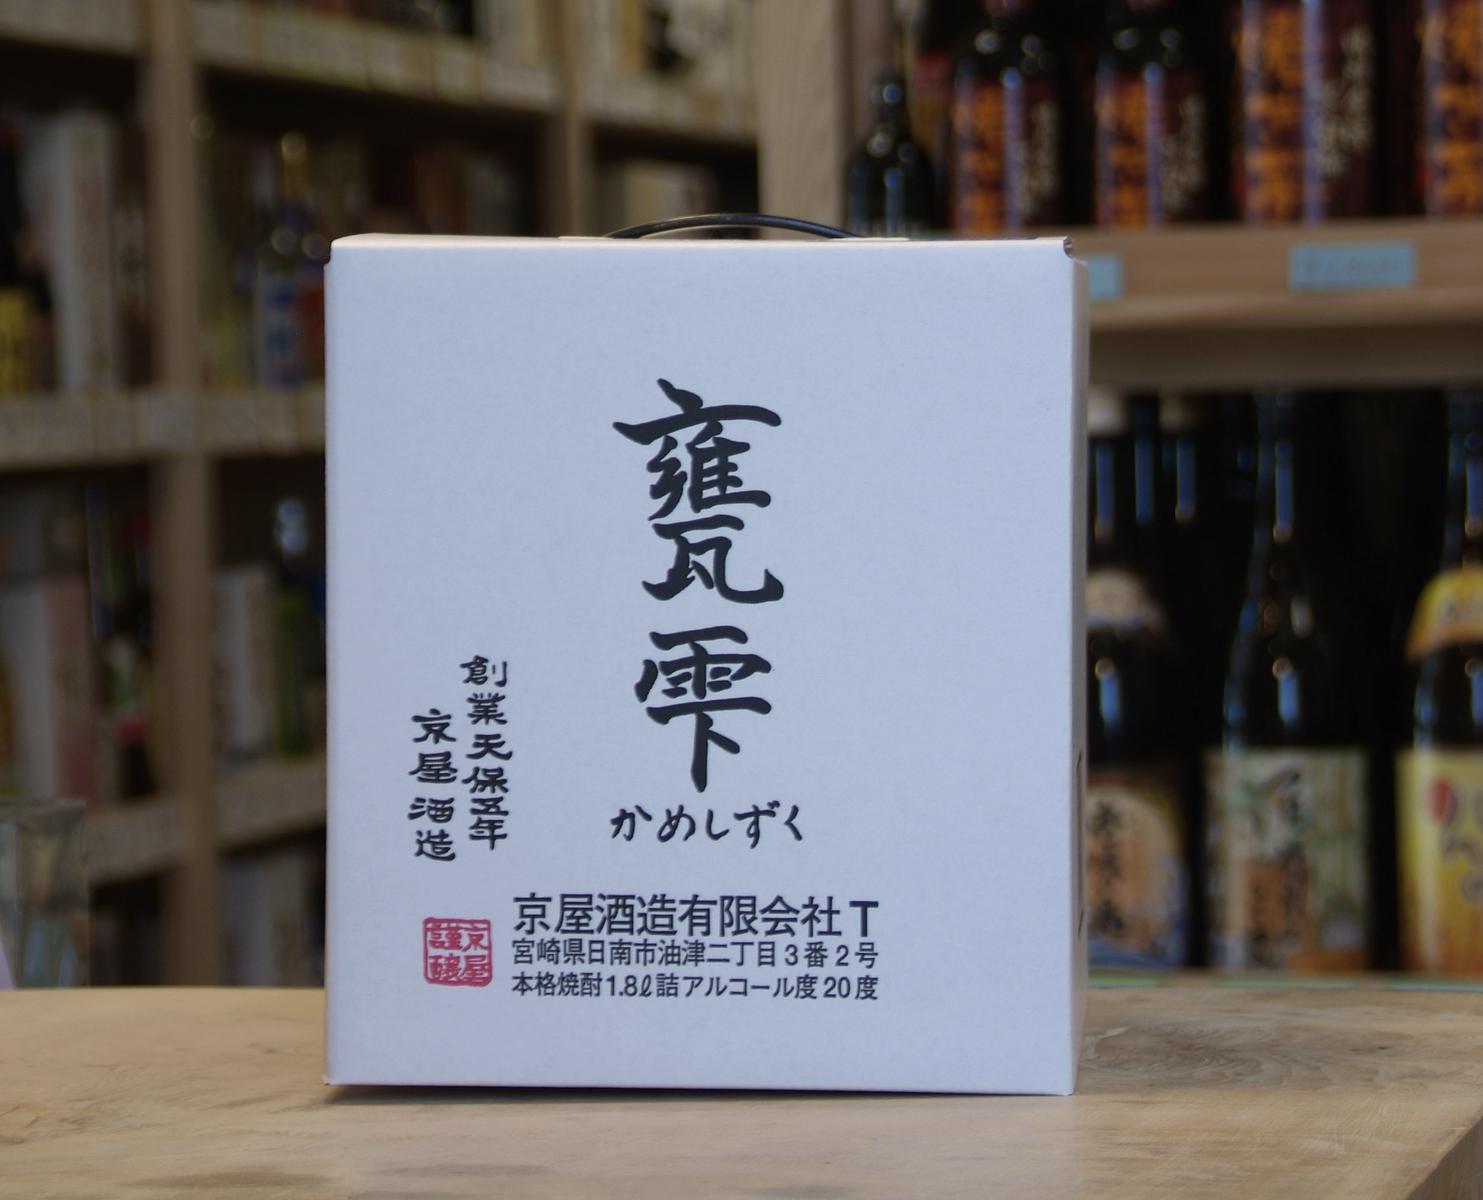 甕雫
かめしずく
創業天保五年
京屋酒造
京屋謹醸
京屋酒造有限会社T
宮崎県日南市油津二丁目3番2号
本格焼酎1.8ℓ詰アルコール度20度